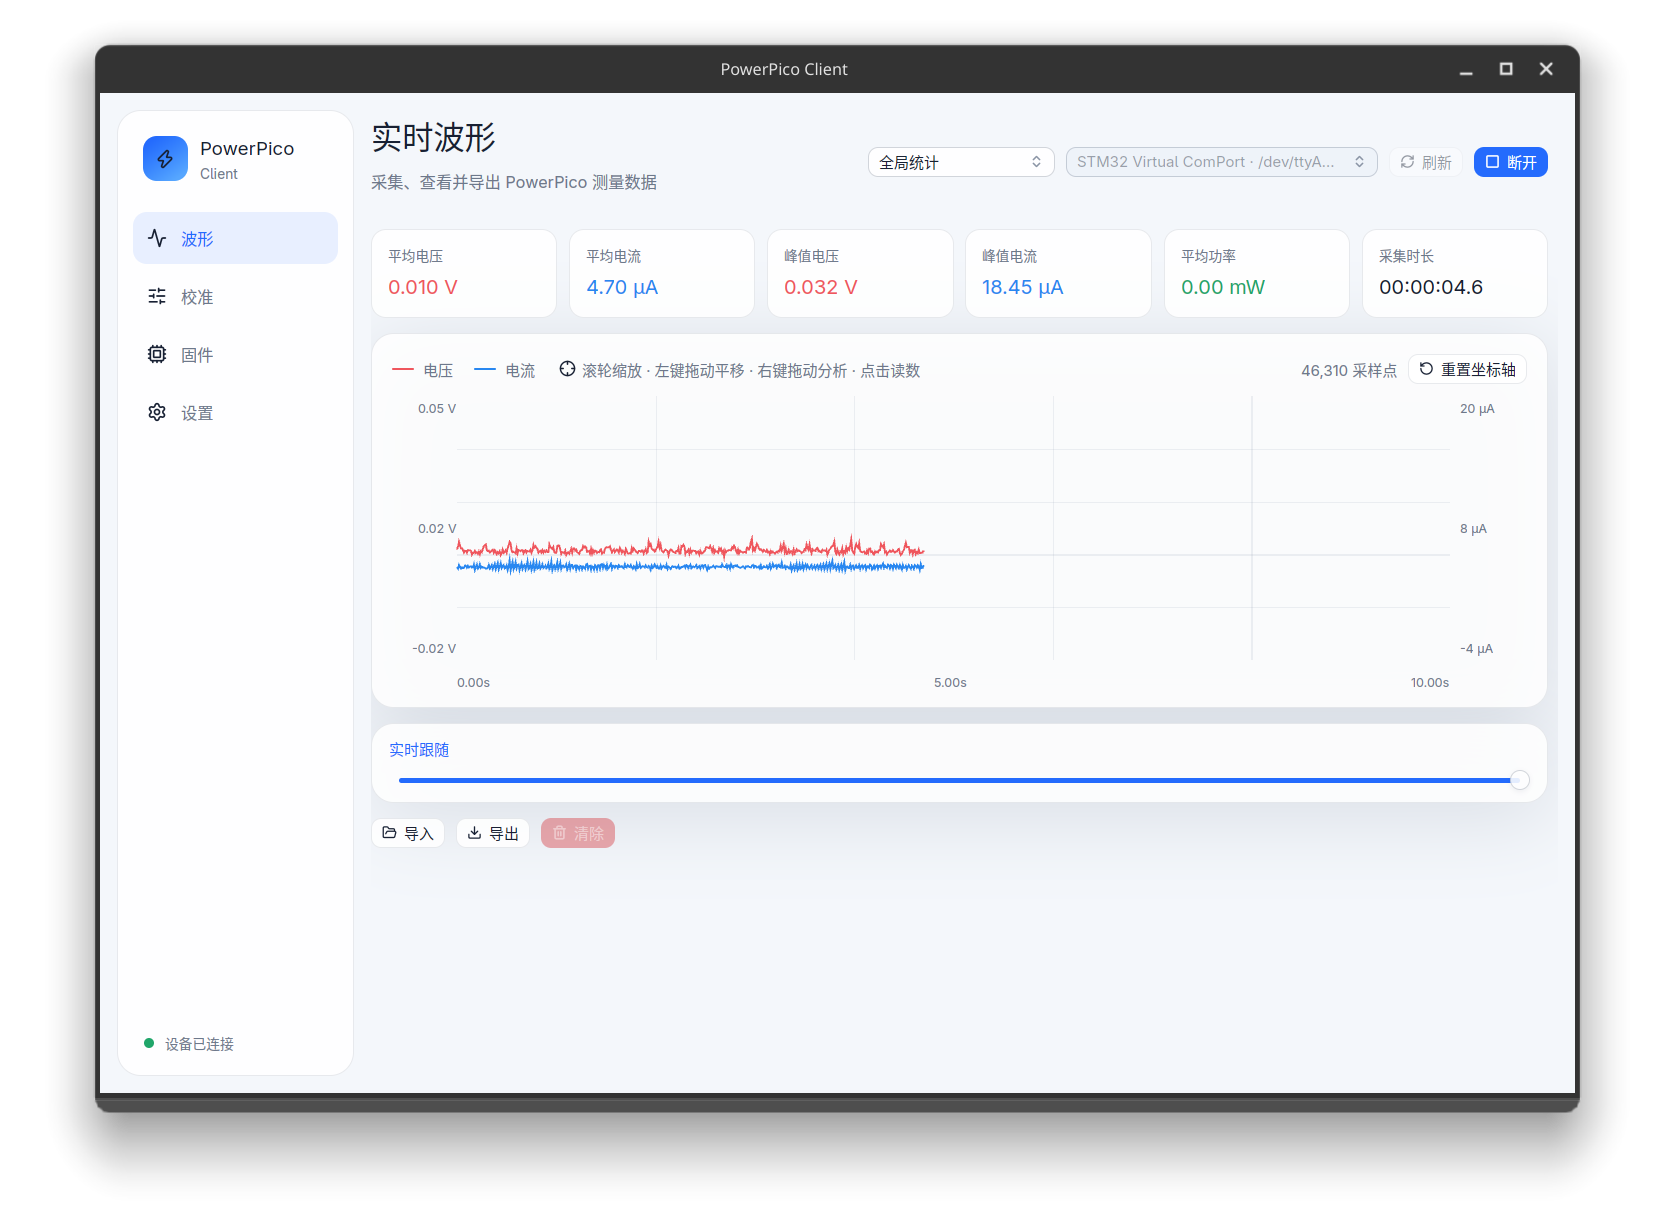 PowerPico Client
PowerPico
Client
波形
校准
固件
设置
设备已连接
实时波形
采集、查看并导出 PowerPico 测量数据
全局统计
STM32 Virtual ComPort · /dev/ttyA...
刷新
断开
平均电压
0.010 V
平均电流
4.70 µA
峰值电压
0.032 V
峰值电流
18.45 µA
平均功率
0.00 mW
采集时长
00:00:04.6
电压
电流
滚轮缩放 · 左键拖动平移 · 右键拖动分析 · 点击读数
46,310 采样点
重置坐标轴
0.05 V
20 µA
0.02 V
8 µA
-0.02 V
-4 µA
0.00s
5.00s
10.00s
实时跟随
导入
导出
清除